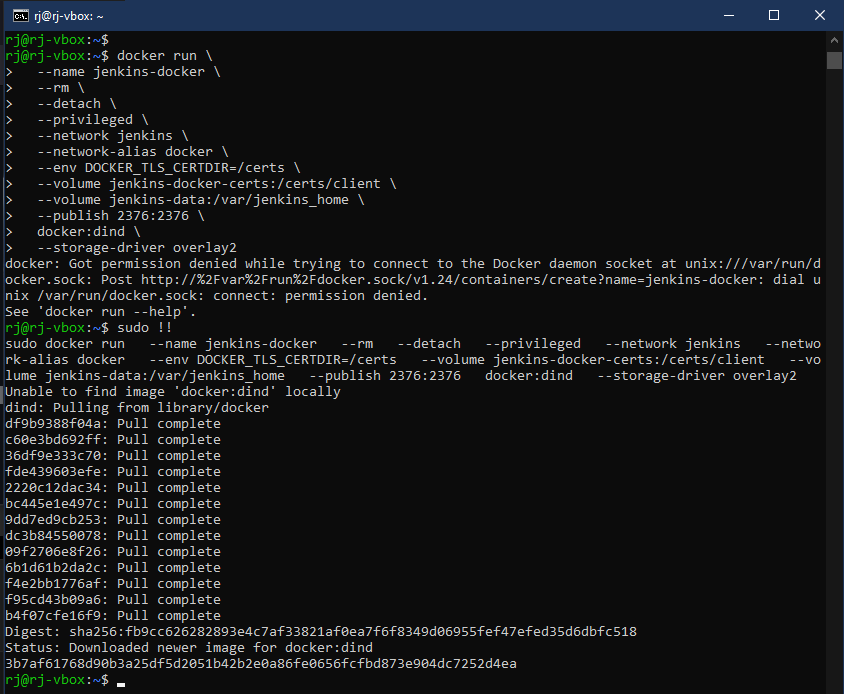 rj@rj-vbox: ~
rj@rj-vbox:~$
rj@rj-vbox:~$ docker run \
>   --name jenkins-docker \
>   --rm \
>   --detach \
>   --privileged \
>   --network jenkins \
>   --network-alias docker \
>   --env DOCKER_TLS_CERTDIR=/certs \
>   --volume jenkins-docker-certs:/certs/client \
>   --volume jenkins-data:/var/jenkins_home \
>   --publish 2376:2376 \
>   docker:dind \
>   --storage-driver overlay2
docker: Got permission denied while trying to connect to the Docker daemon socket at unix:///var/run/d
ocker.sock: Post http://%2Fvar%2Frun%2Fdocker.sock/v1.24/containers/create?name=jenkins-docker: dial u
nix /var/run/docker.sock: connect: permission denied.
See 'docker run --help'.
rj@rj-vbox:~$ sudo !!
sudo docker run   --name jenkins-docker   --rm   --detach   --privileged   --network jenkins   --netwo
rk-alias docker   --env DOCKER_TLS_CERTDIR=/certs   --volume jenkins-docker-certs:/certs/client   --vo
lume jenkins-data:/var/jenkins_home   --publish 2376:2376   docker:dind   --storage-driver overlay2
Unable to find image 'docker:dind' locally
dind: Pulling from library/docker
df9b9388f04a: Pull complete
c60e3bd692ff: Pull complete
36df9e333c70: Pull complete
fde439603efe: Pull complete
2220c12dac34: Pull complete
bc445e1e497c: Pull complete
9dd7ed9cb253: Pull complete
dc3b84550078: Pull complete
09f2706e8f26: Pull complete
6b1d61b2da2c: Pull complete
f4e2bb1776af: Pull complete
f95cd43b09a6: Pull complete
b4f07cfe16f9: Pull complete
Digest: sha256:fb9cc626282893e4c7af33821af0ea7f6f8349d06955fef47efed35d6dbfc518
Status: Downloaded newer image for docker:dind
3b7af61768d90b3a25df5d2051b42b2e0a86fe0656fcfbd873e904dc7252d4ea
rj@rj-vbox:~$